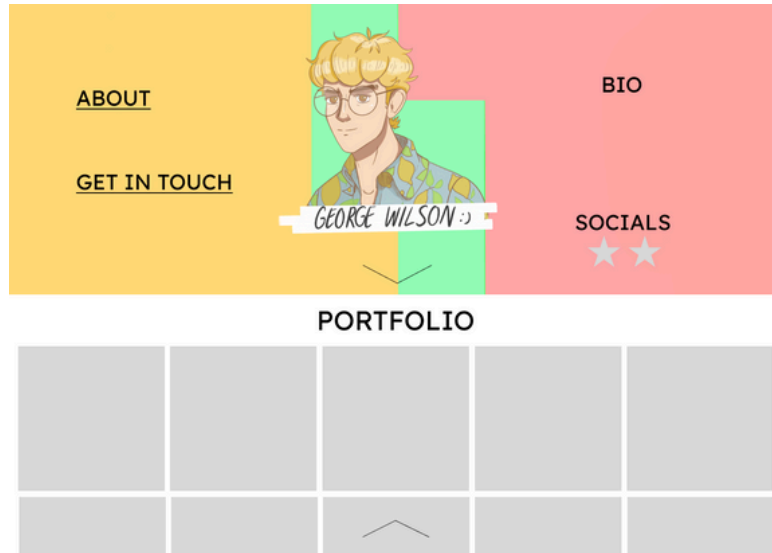 ABOUT
GET IN TOUCH
GEORGE WILSON :)
BIO
SOCIALS
PORTFOLIO